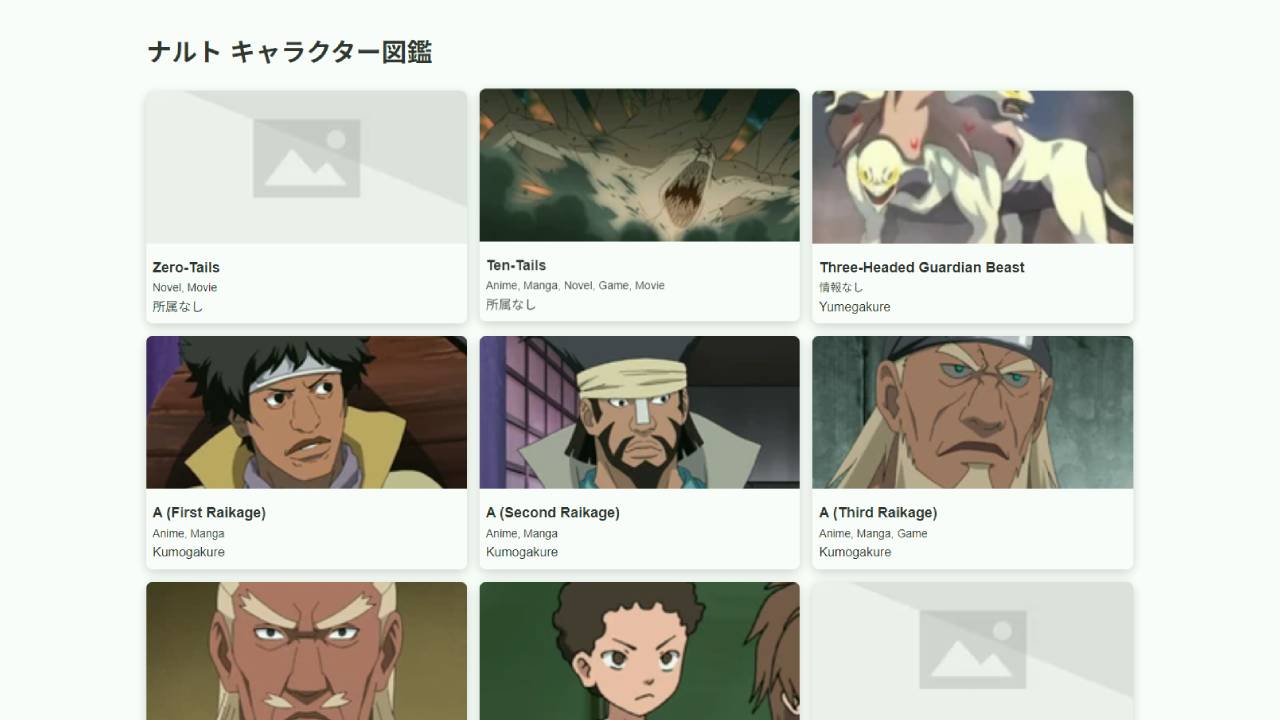 ナルト キャラクター図鑑
Zero-Tails
Novel, Movie
所属なし
Ten-Tails
Anime, Manga, Novel, Game, Movie
所属なし
Three-Headed Guardian Beast
情報なし
Yumegakure
A (First Raikage)
Anime, Manga
Kumogakure
A (Second Raikage)
Anime, Manga
Kumogakure
A (Third Raikage)
Anime, Manga, Game
Kumogakure